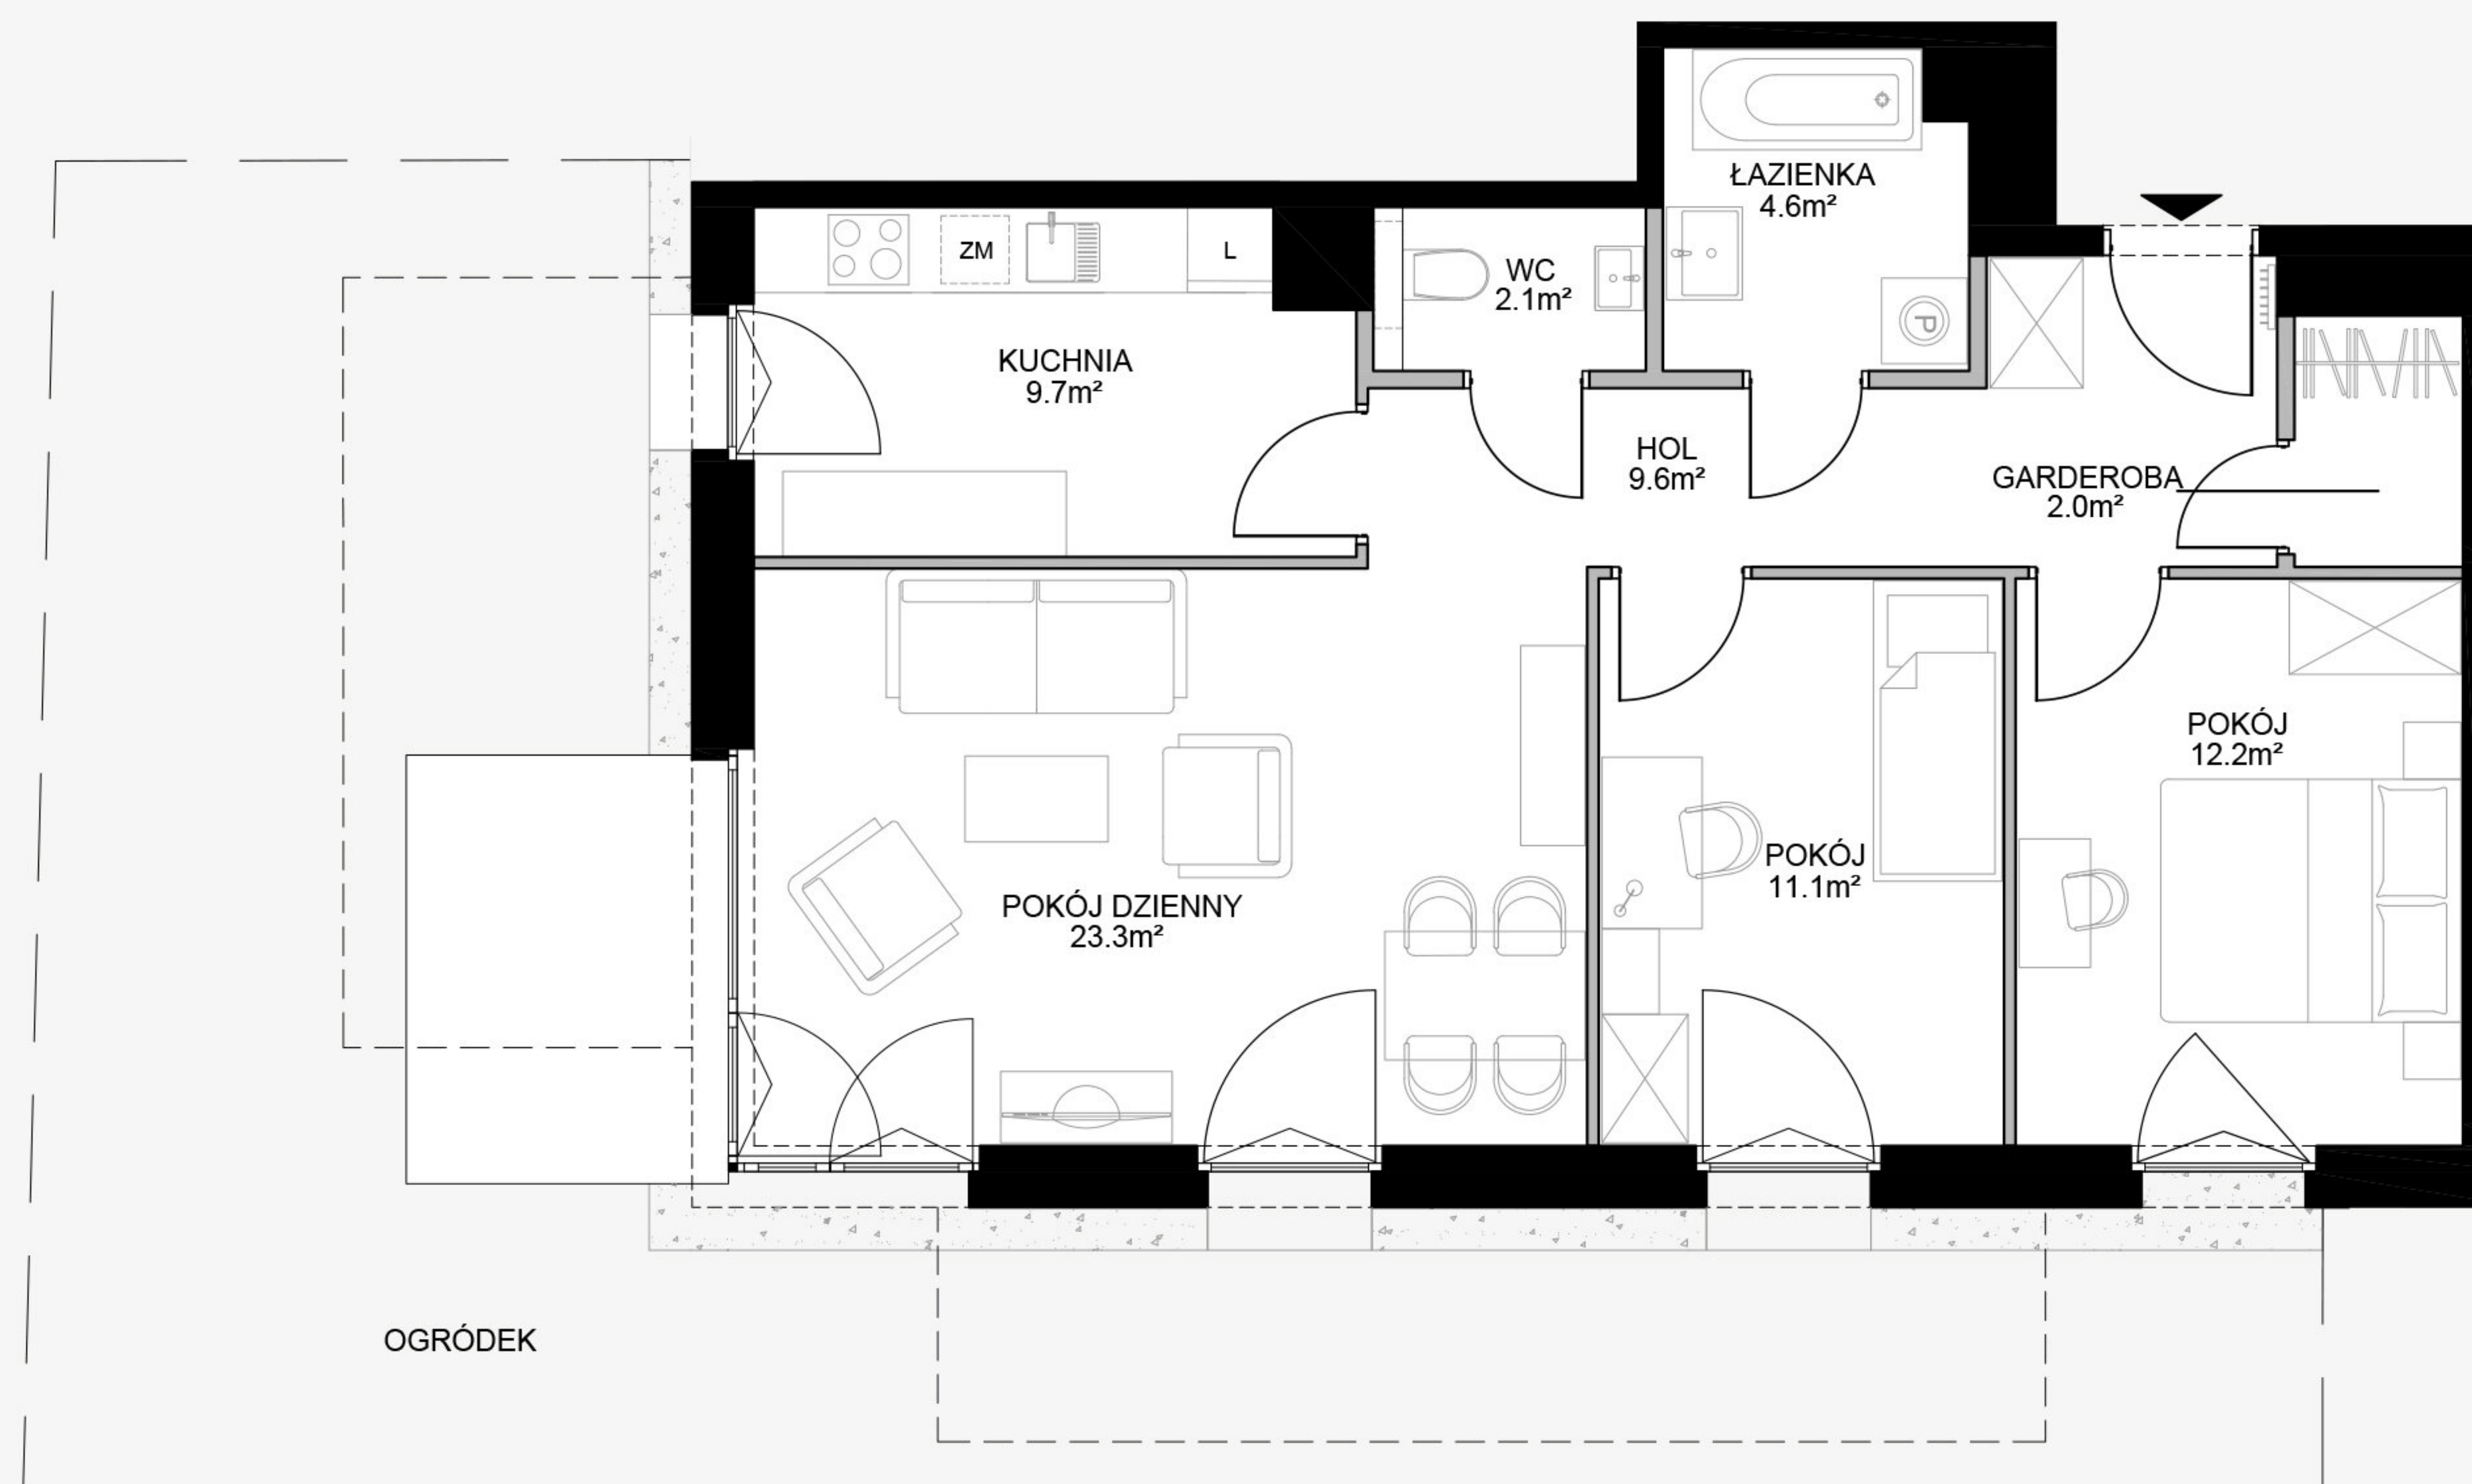 ŁAZIENKA
4.6m²
ZM
L
WC
2.1m²
P
KUCHNIA
9.7m²
HOL
9.6m²
GARDEROBA
2.0m²
POKÓJ
12.2m²
POKÓJ
11.1m²
POKÓJ DZIENNY
23.3m²
OGRÓDEK